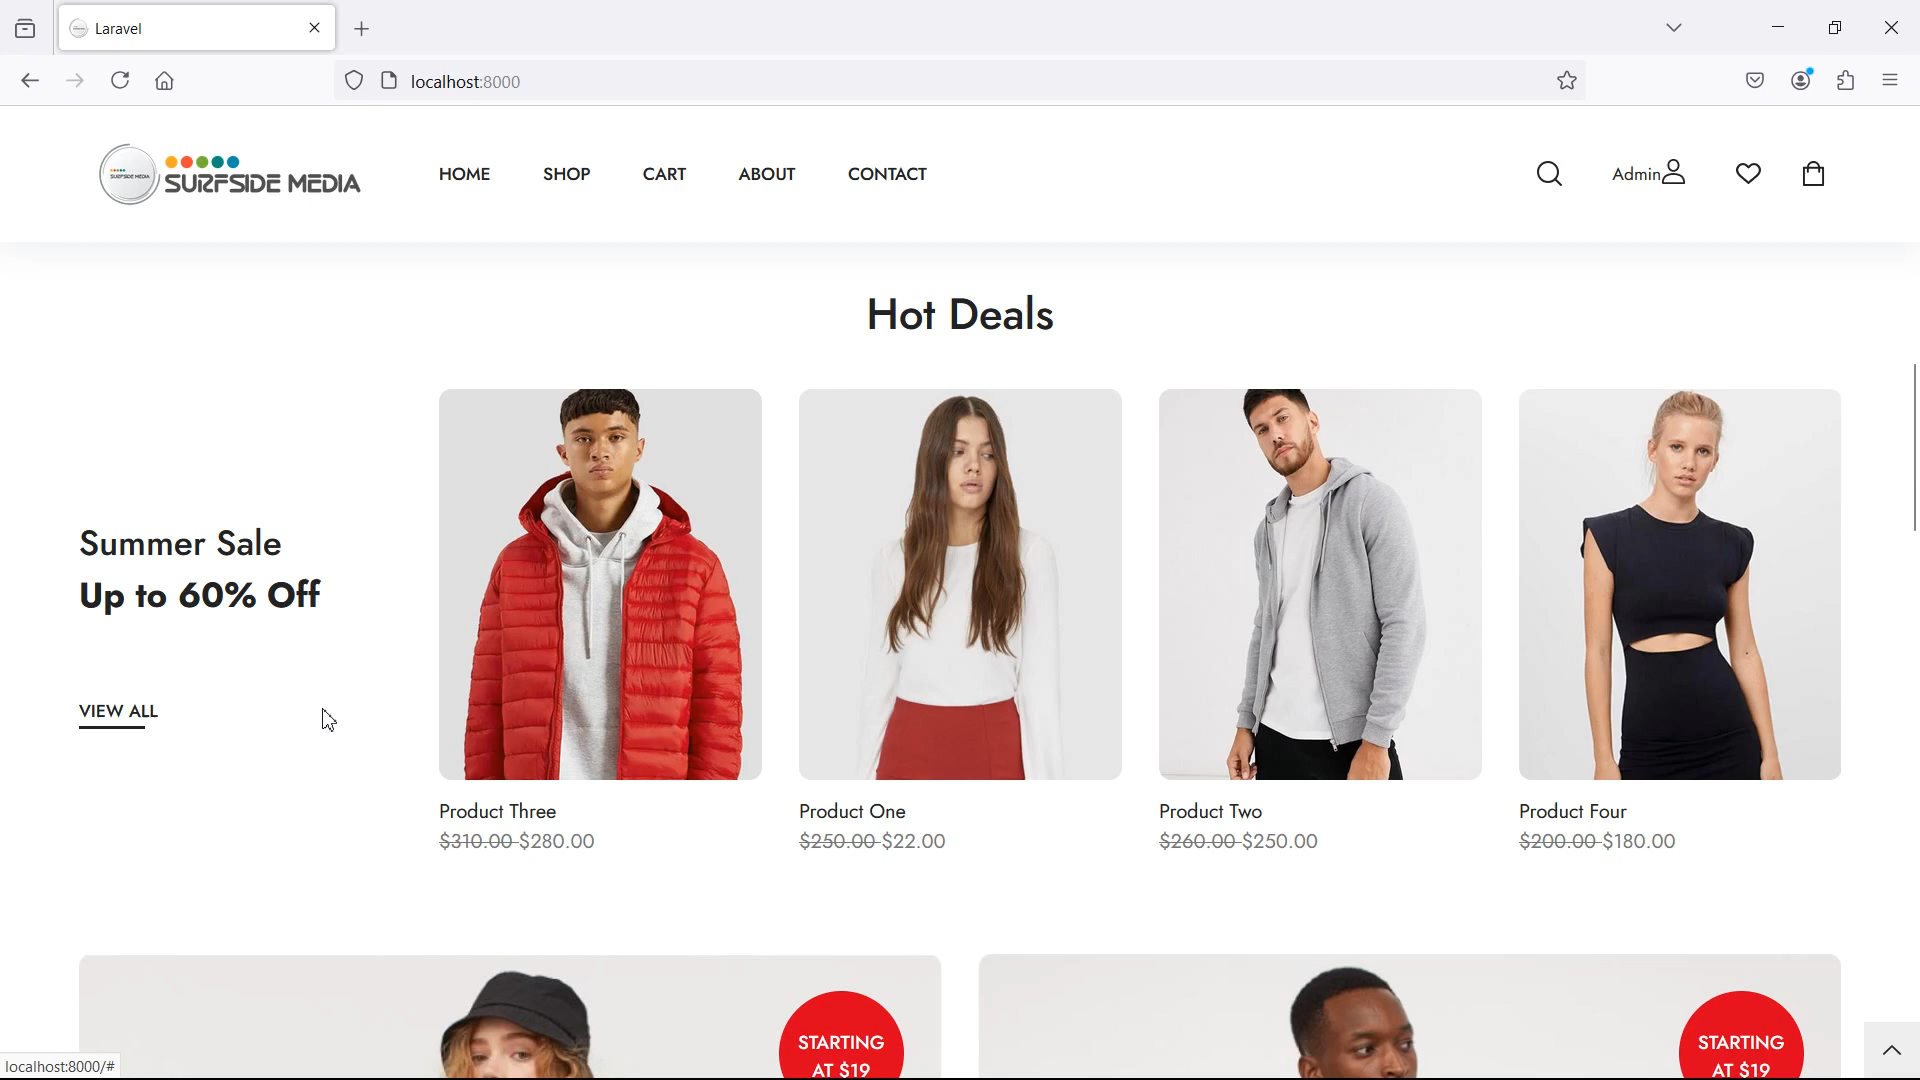 Laravel
localhost:8000
SURFSIDE MEDIA
SURFSIDE MEDIA
HOME
SHOP
CART
ABOUT
CONTACT
Admin
Hot Deals
Summer Sale
Up to 60% Off
VIEW ALL
Product Three
$310.00 $280.00
Product One
$250.00 $22.00
Product Two
$260.00 $250.00
Product Four
$200.00 $180.00
STARTING
AT $19
STARTING
AT $19
localhost:8000/#